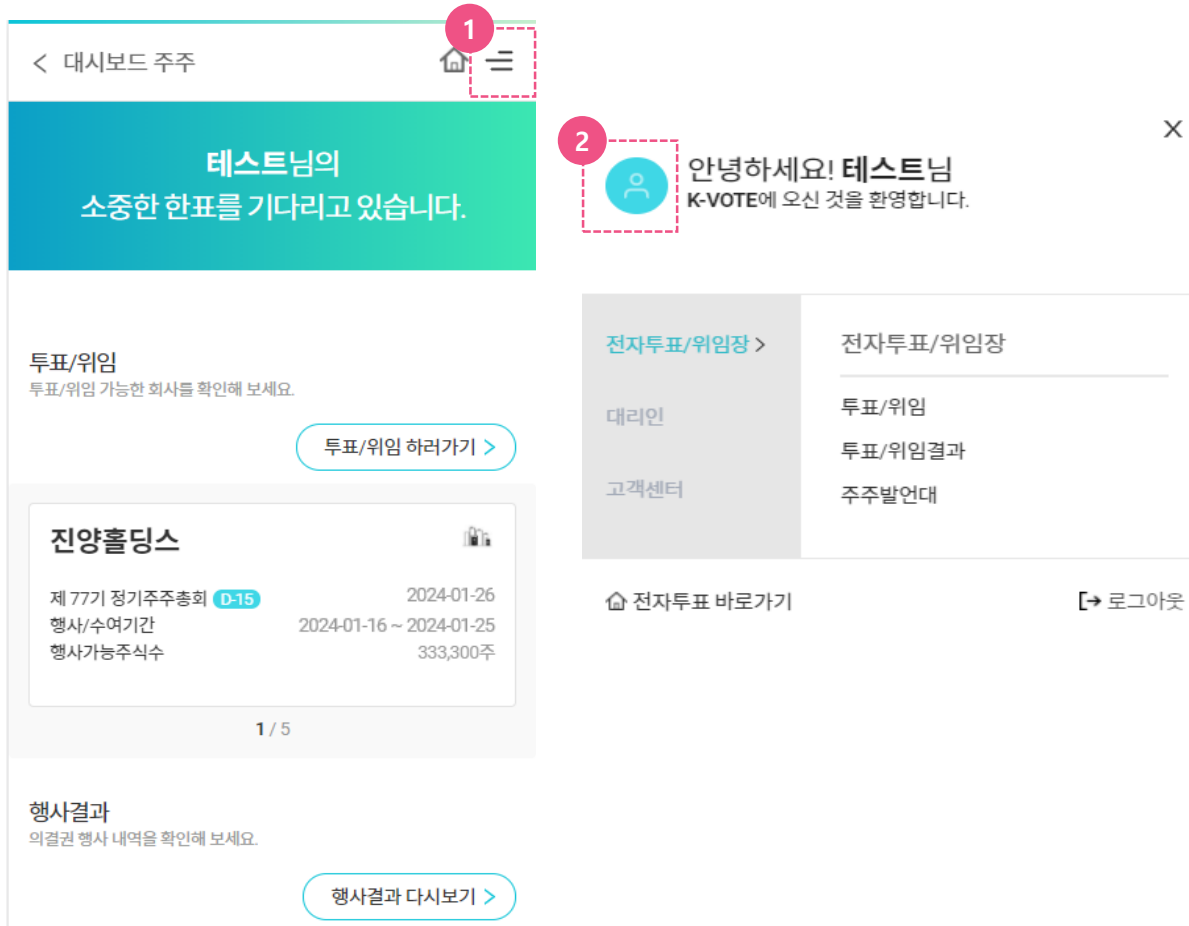 1
대시보드 주주
테스트님의
소중한 한표를 기다리고 있습니다.
투표/위임
투표/위임 가능한 회사를 확인해 보세요.
투표/위임 하러가기
진양홀딩스
제 77기 정기주주총회 D-15 2024-01-26
행사/수여기간 2024-01-16 ~ 2024-01-25
행사가능주식수 333,300주
1 / 5
행사결과
의결권 행사 내역을 확인해 보세요.
행사결과 다시보기
2
안녕하세요! 테스트님
K-VOTE에 오신 것을 환영합니다.
전자투표/위임장
대리인
고객센터
전자투표/위임장
투표/위임
투표/위임결과
주주발언대
전자투표 바로가기
로그아웃